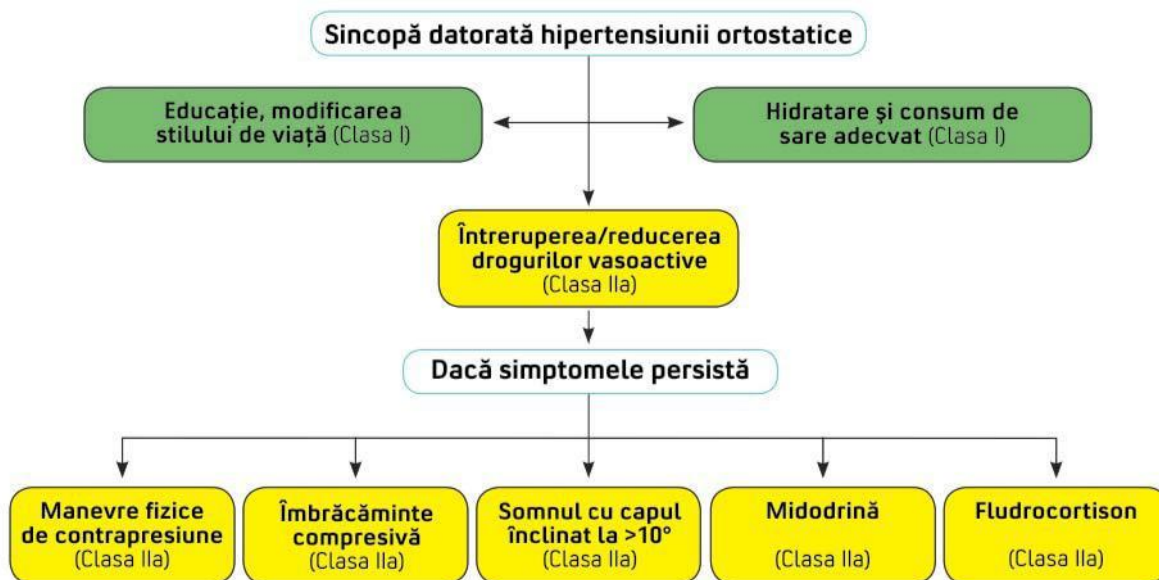 Sincopă datorată hipertensiunii ortostatice
Educație, modificarea
stilului de viață (Clasa I)
Hidratare și consum de
sare adecvat (Clasa I)
Întreruperea/reducerea
drogurilor vasoactive
(Clasa IIa)
Dacă simptomele persistă
Manevre fizice
de contrapresiune
(Clasa IIa)
Îmbrăcăminte
compresivă
(Clasa IIa)
Somnul cu capul
înclinat la >10°
(Clasa IIa)
Midodrină
(Clasa IIa)
Fludrocortison
(Clasa IIa)